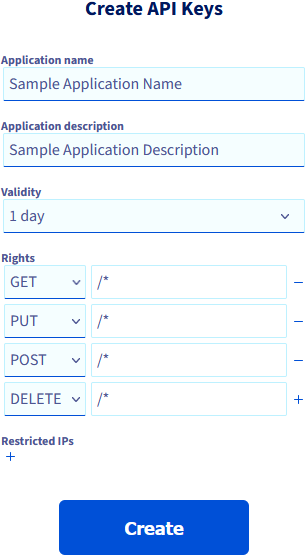 Create API Keys
Application name
Sample Application Name
Application description
Sample Application Description
Validity
1 day
Rights
GET /* −
PUT /* −
POST /* −
DELETE /* +
Restricted IPs
+
Create